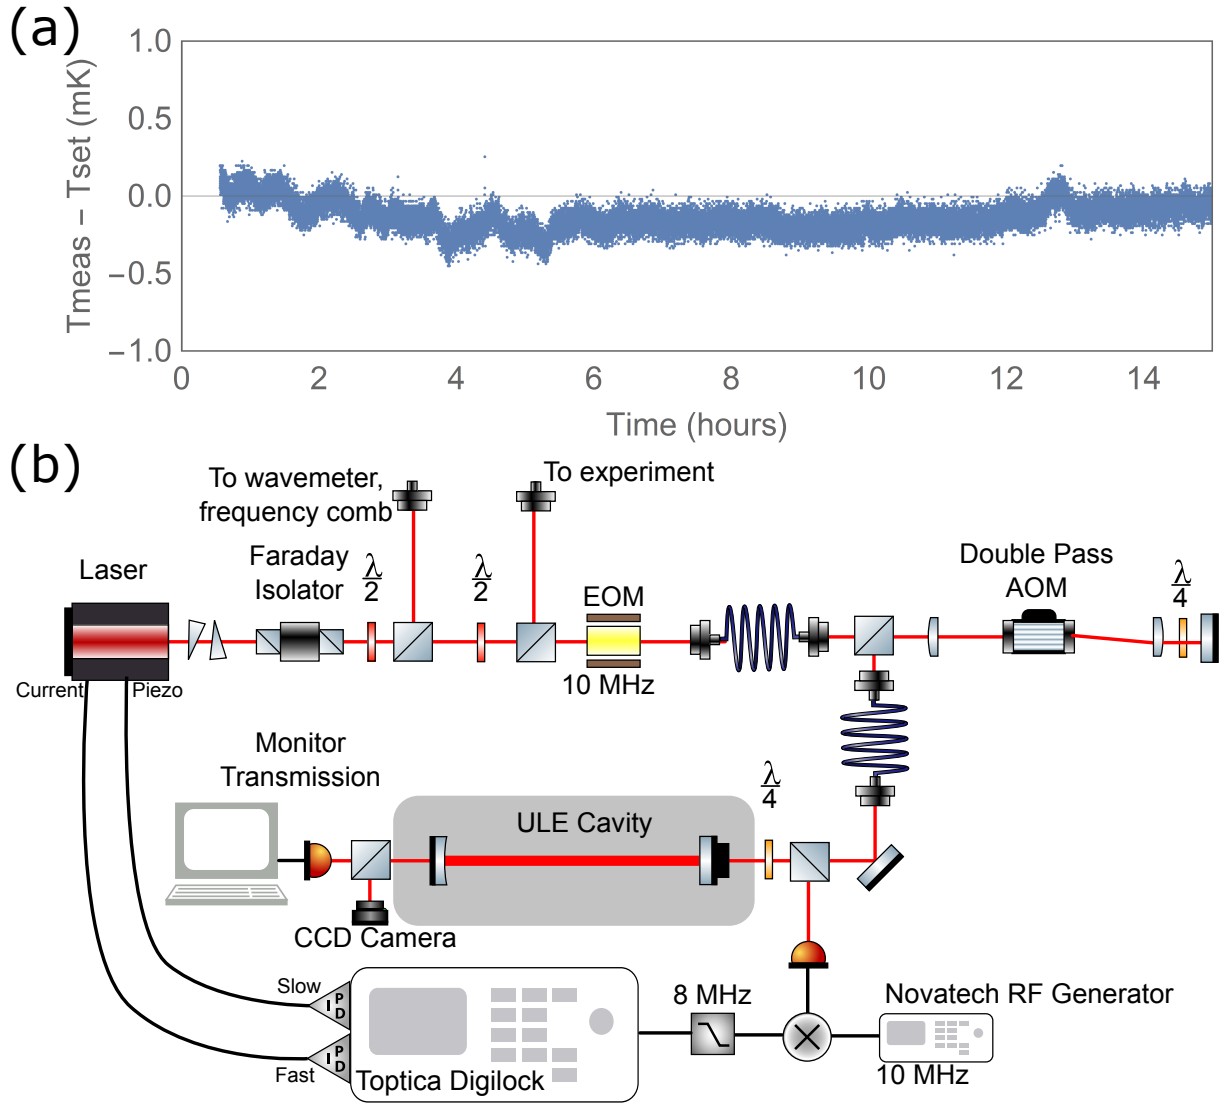 (a)
Tmeas − Tset (mK)
1.0
0.5
0.0
−0.5
−1.0
0 2 4 6 8 10 12 14
Time (hours)
(b)
To wavemeter,
frequency comb
To experiment
Laser
Faraday
Isolator
λ
2
λ
2
EOM
10 MHz
Double Pass
AOM
λ
4
Current
Piezo
Monitor
Transmission
ULE Cavity
λ
4
CCD Camera
Slow
P
I
D
P
I
D
Fast
Toptica Digilock
8 MHz
Novatech RF Generator
10 MHz